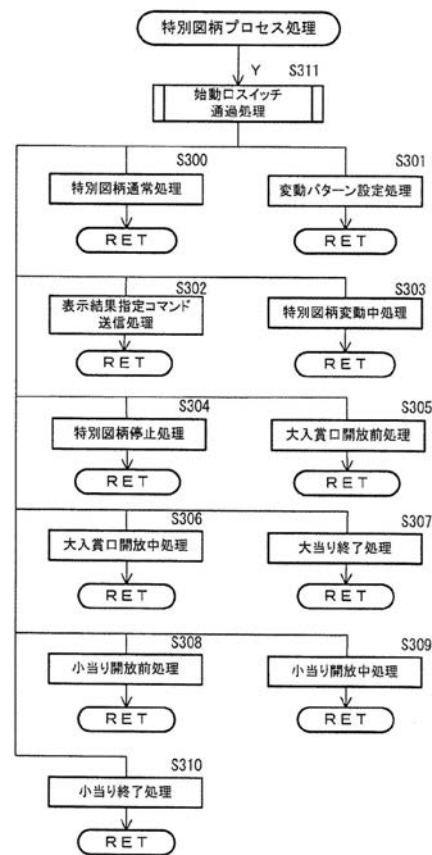 特別図柄プロセス処理
Y S311
始動口スイッチ
通過処理
S300 S301
特別図柄通常処理 変動パターン設定処理
RET RET
S302 S303
表示結果指定コマンド
送信処理
特別図柄変動中処理
RET RET
S304 S305
特別図柄停止処理 大入賞口開放前処理
RET RET
S306 S307
大入賞口開放中処理 大当り終了処理
RET RET
S308 S309
小当り開放前処理 小当り開放中処理
RET RET
S310
小当り終了処理
RET